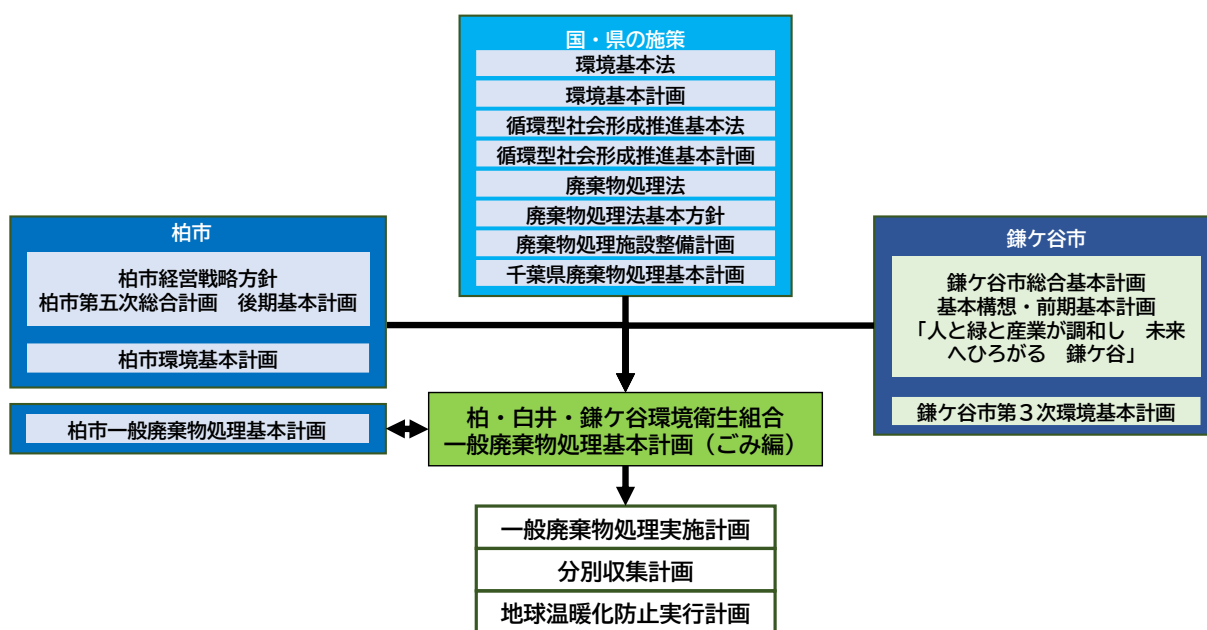 国・県の施策
環境基本法
環境基本計画
循環型社会形成推進基本法
循環型社会形成推進基本計画
廃棄物処理法
廃棄物処理法基本方針
廃棄物処理施設整備計画
千葉県廃棄物処理基本計画
柏市
柏市経営戦略方針
柏市第五次総合計画　後期基本計画
柏市環境基本計画
柏市一般廃棄物処理基本計画
鎌ケ谷市
鎌ケ谷市総合基本計画
基本構想・前期基本計画
「人と緑と産業が調和し　未来
へひろがる　鎌ケ谷」
鎌ケ谷市第３次環境基本計画
柏・白井・鎌ケ谷環境衛生組合
一般廃棄物処理基本計画（ごみ編）
一般廃棄物処理実施計画
分別収集計画
地球温暖化防止実行計画